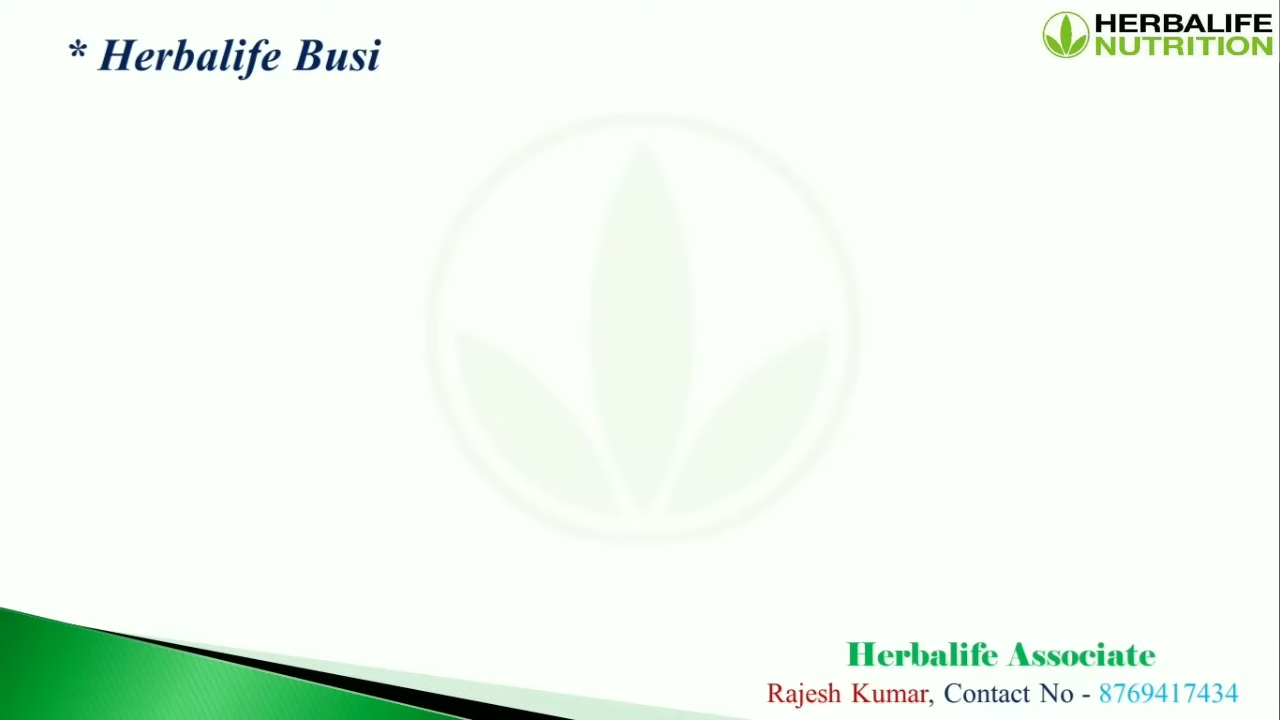 * Herbalife Busi
HERBALIFE
NUTRITION
Herbalife Associate
Rajesh Kumar, Contact No - 8769417434